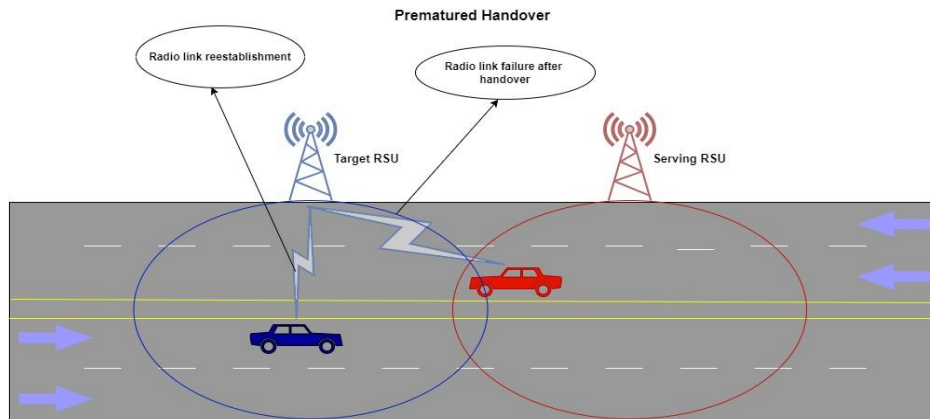 Prematured Handover
Radio link reestablishment
Radio link failure after
handover
Target RSU
Serving RSU